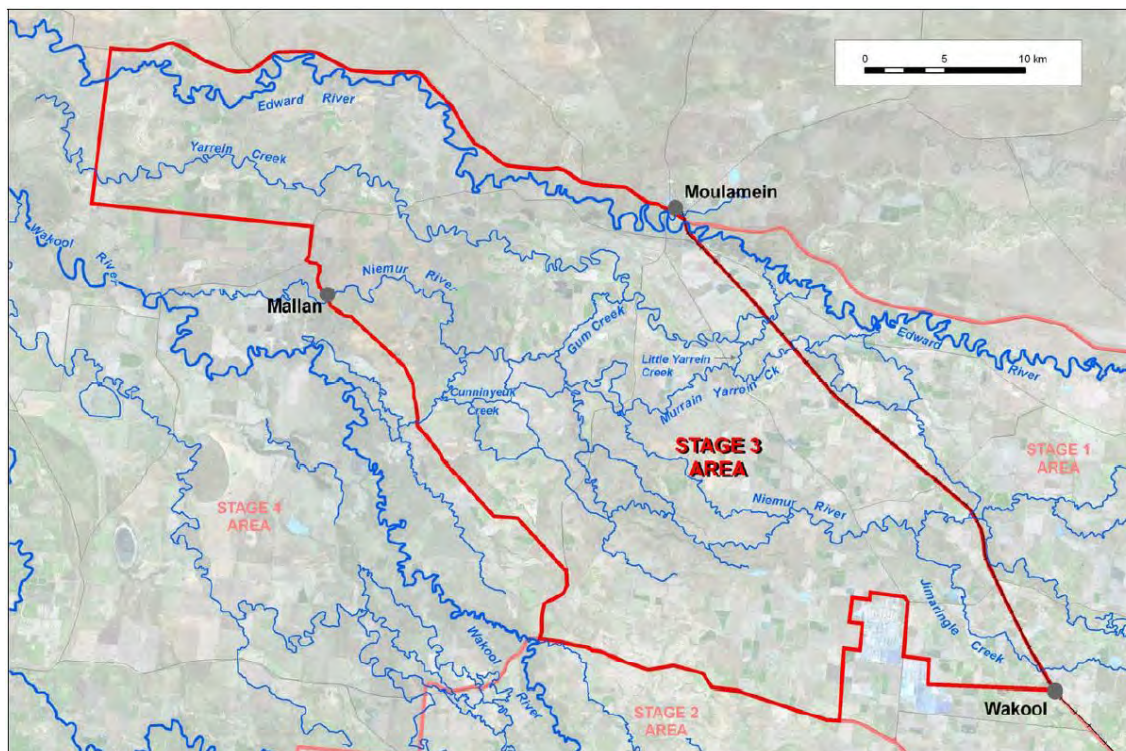 0 5 10 km
Edward River
Yarrein Creek
Moulamein
Wakool
River
Niemur River
Mallan
Gum Creek
Edward
River
Little Yarrein
Creek
Murrain Yarrein Ck
Cunninyeuk
Creek
STAGE 3
AREA
STAGE 1
AREA
Niemur River
STAGE 4
AREA
Jimaringle Creek
Wakool
River
STAGE 2
AREA
Wakool